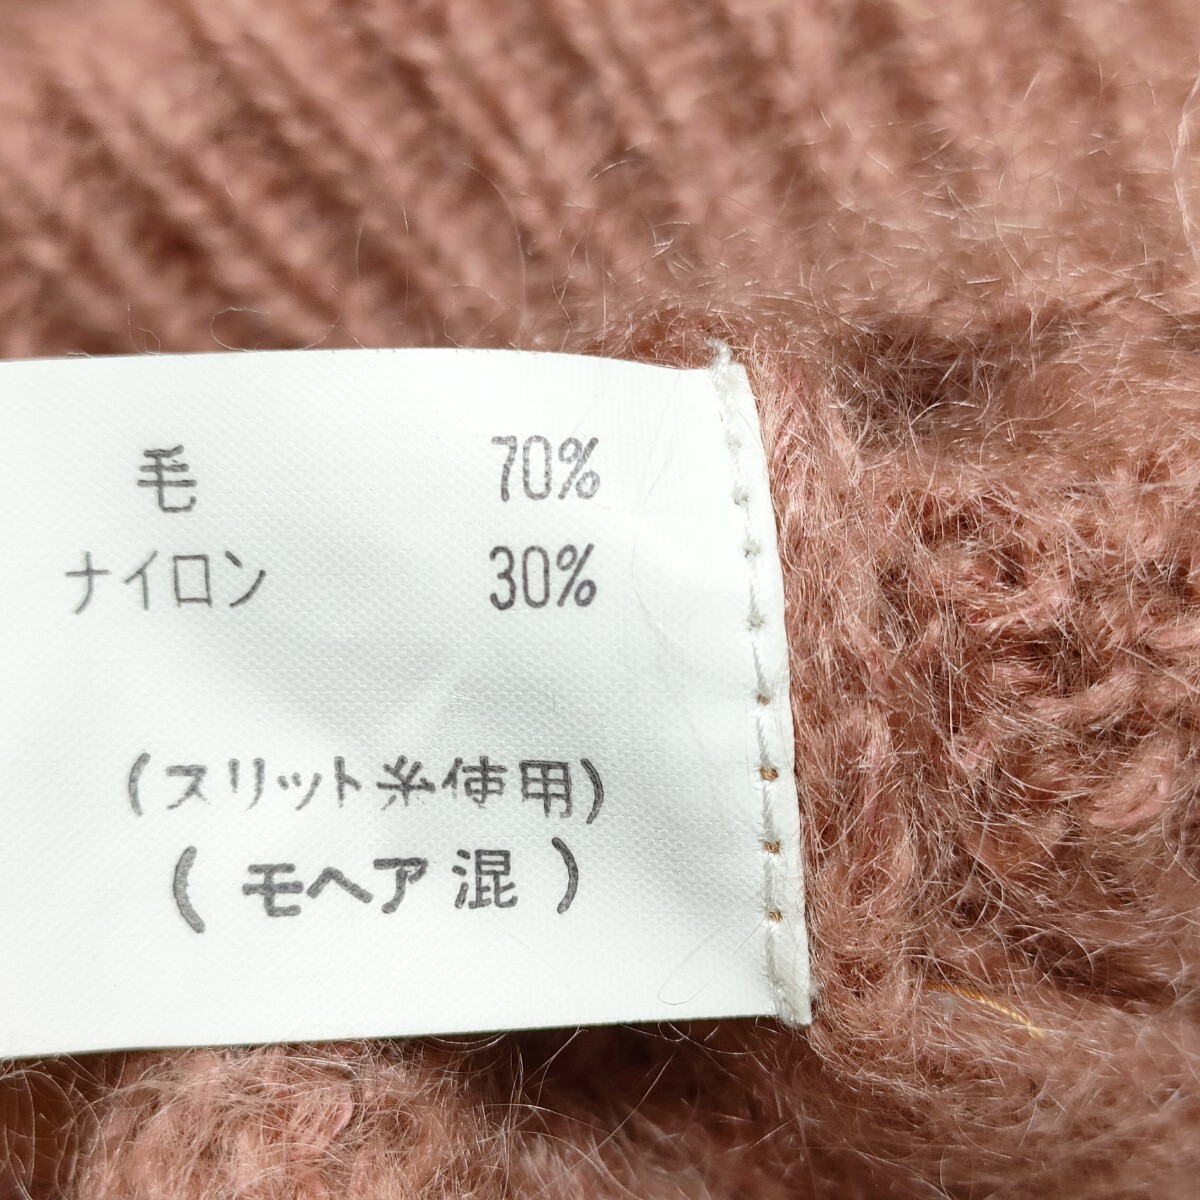 毛 70%
ナイロン 30%
(スリット糸使用)
( モヘア混 )